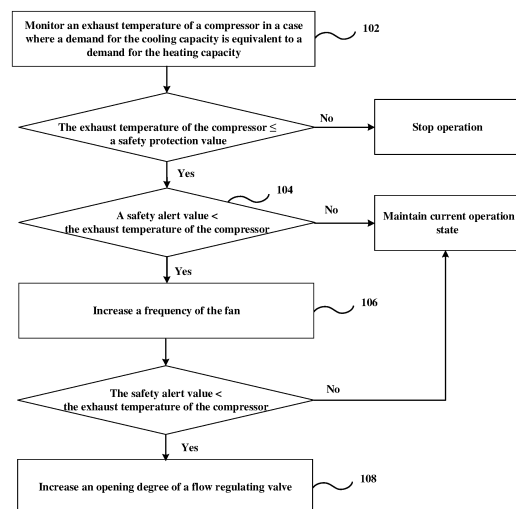 Monitor an exhaust temperature of a compressor in a case
where a demand for the cooling capacity is equivalent to a
demand for the heating capacity
102
The exhaust temperature of the compressor ≤
a safety protection value
No
Stop operation
Yes
104
A safety alert value <
the exhaust temperature of the compressor
No
Maintain current operation
state
Yes
Increase a frequency of the fan
106
The safety alert value <
the exhaust temperature of the compressor
No
Yes
Increase an opening degree of a flow regulating valve
108